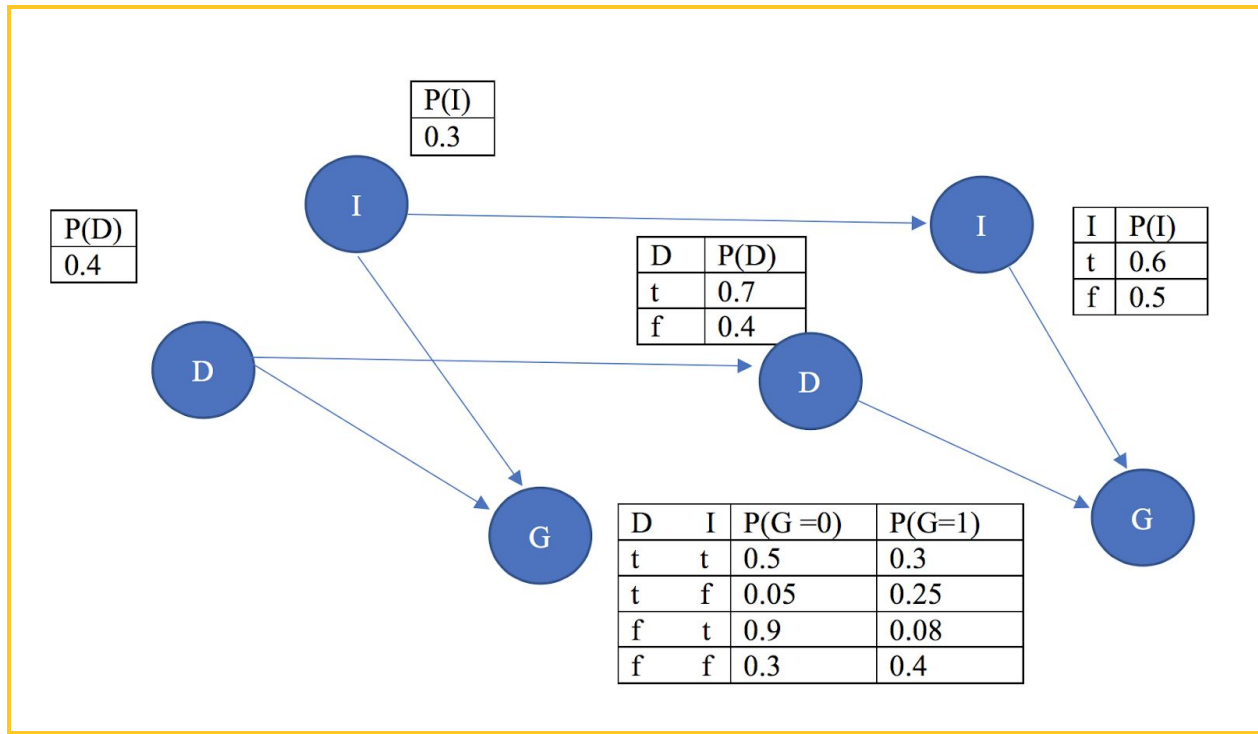 P(I)
0.3
I
P(D)
0.4
I
I P(I)
t 0.6
f 0.5
D P(D)
t 0.7
f 0.4
D
D
G
D I P(G =0) P(G=1)
t t 0.5 0.3
t f 0.05 0.25
f t 0.9 0.08
f f 0.3 0.4
G